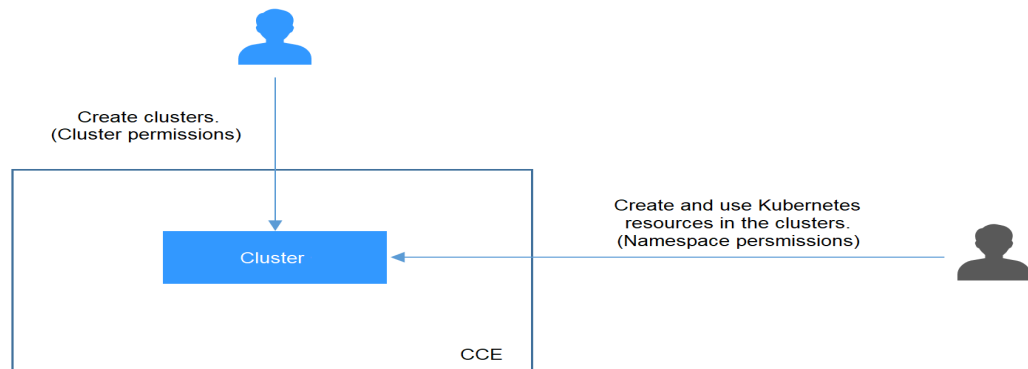 Create clusters.
(Cluster permissions)
Create and use Kubernetes
resources in the clusters.
(Namespace persmissions)
Cluster
CCE